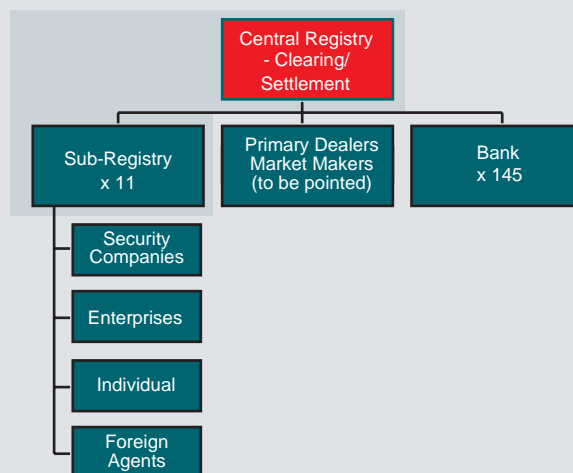 Central Registry
- Clearing/
Settlement
Sub-Registry
x 11
Primary Dealers
Market Makers
(to be pointed)
Bank
x 145
Security
Companies
Enterprises
Individual
Foreign
Agents